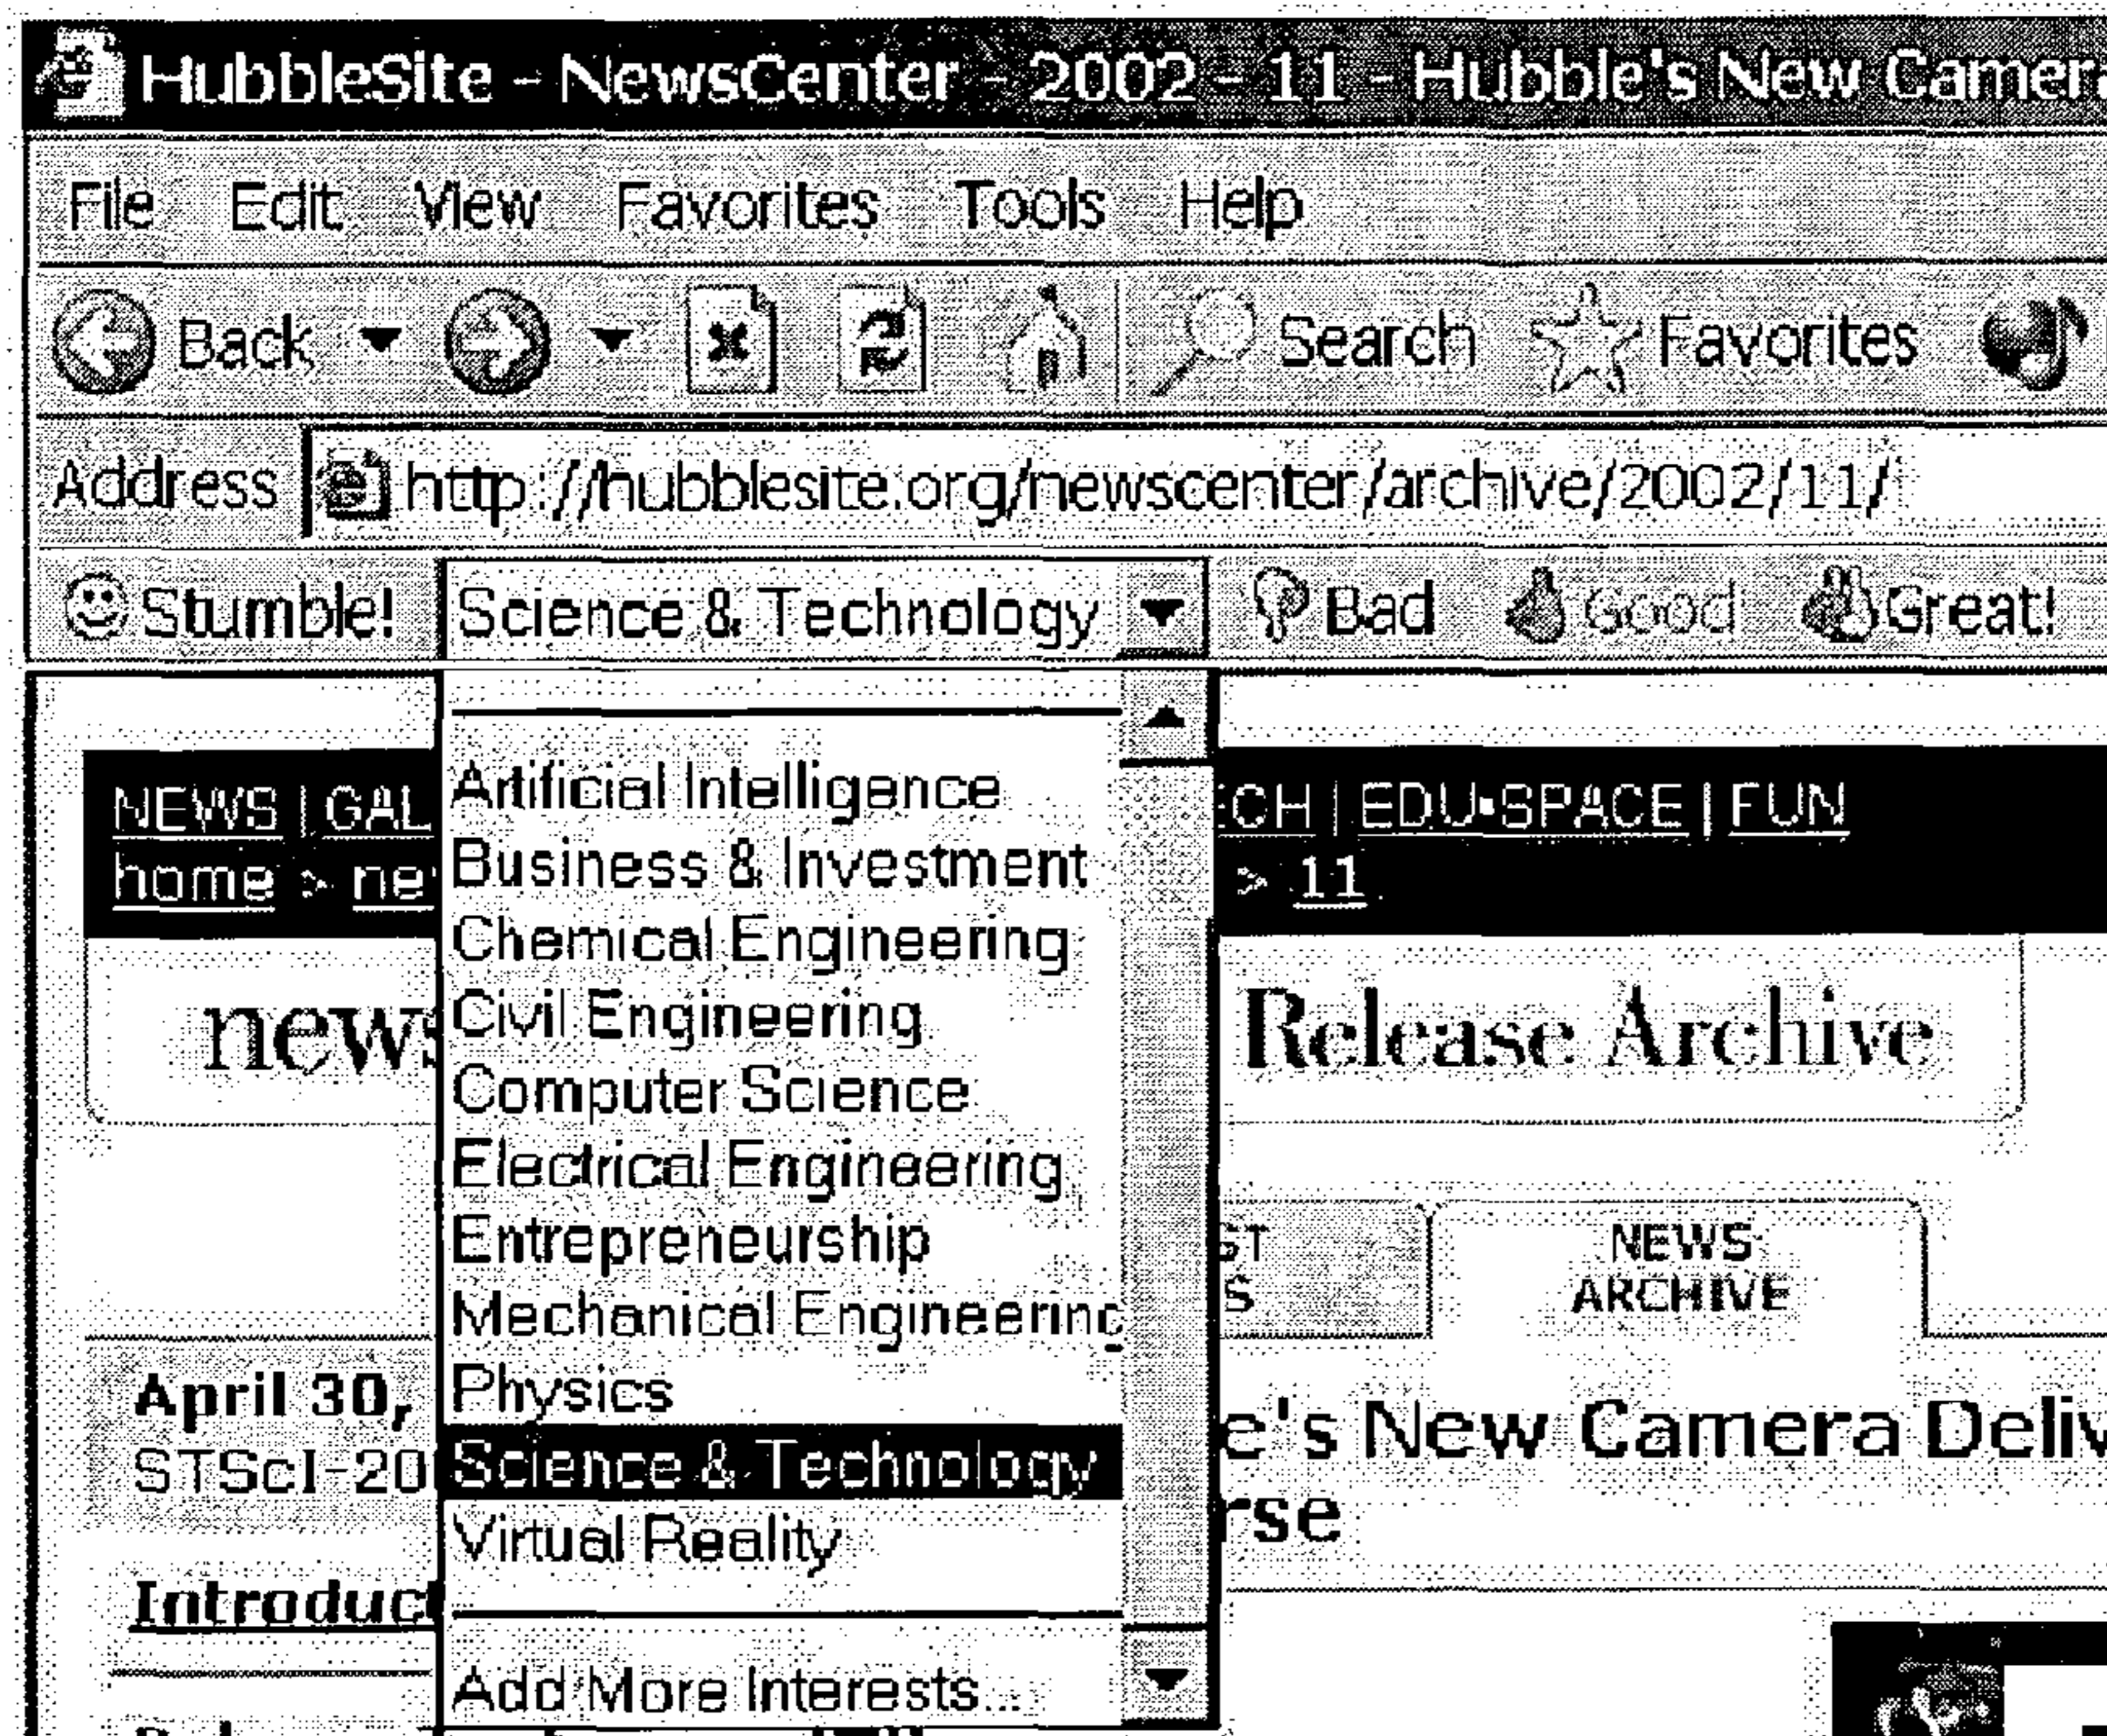 HubbleSite - NewsCenter - 2002 - 11 - Hubble's New Camera
File Edit View Favorites Tools Help
Back Search Favorites
Address http://hubblesite.org/newscenter/archive/2002/11/
Stumble! Science & Technology Bad Good Great!
NEWS | GAL ECH | EDU•SPACE | FUN
home > ne > 11
news Release Archive
NEWS
ARCHIVE
April 30, e's New Camera Deliv
STScI-20 rse
Introduct
Artificial Intelligence
Business & Investment
Chemical Engineering
Civil Engineering
Computer Science
Electrical Engineering
Entrepreneurship
Mechanical Engineering
Physics
Science & Technology
Virtual Reality
Add More Interests...